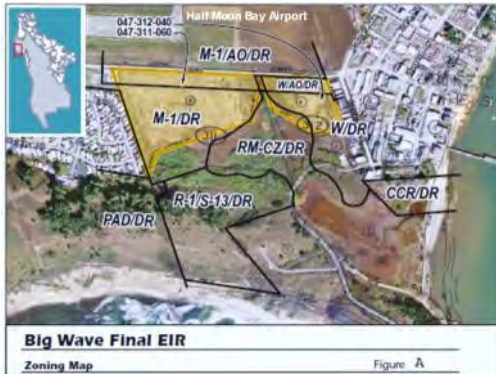 Half Moon Bay Airport
047-312-040
047-311-060
M-1/AO/DR
W/AO/DR
M-1/DR
W/DR
RM-CZ/DR
CCR/DR
R-1/S-13/DR
PAD/DR
Big Wave Final EIR
Zoning Map
Figure A